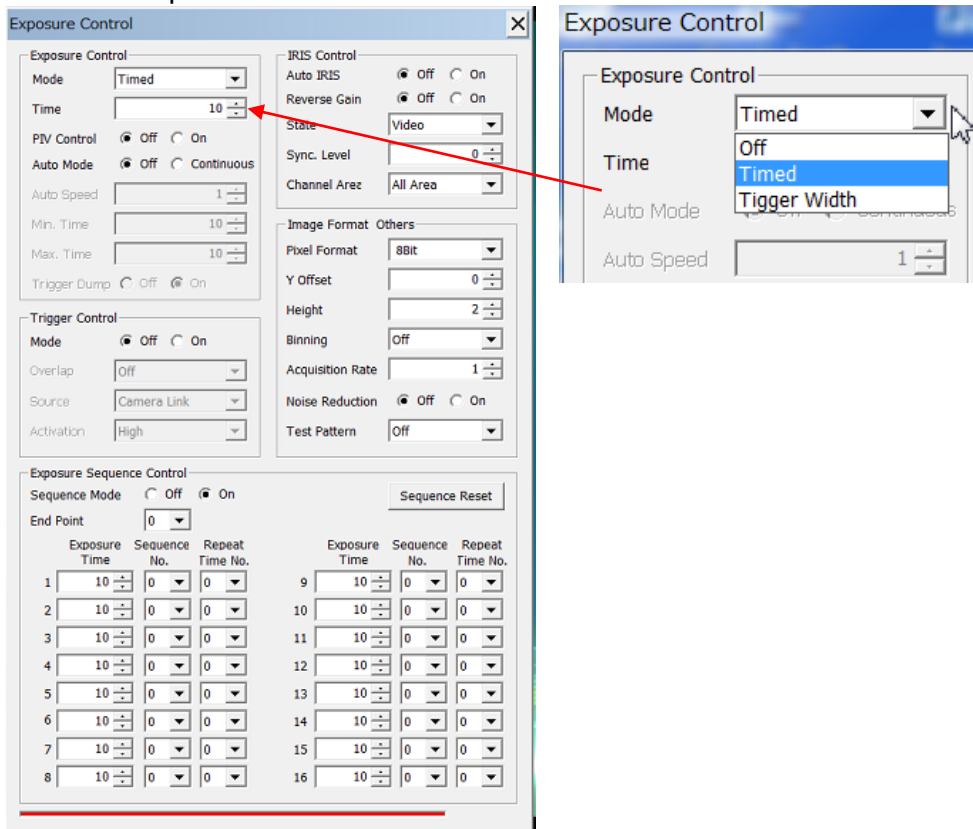 Exposure Control
Exposure Control
Mode Timed
Time 10
PIV Control Off On
Auto Mode Off Continuous
Auto Speed 1
Min. Time 10
Max. Time 10
Trigger Dump Off On
Trigger Control
Mode Off On
Overlap Off
Source Camera Link
Activation High
IRIS Control
Auto IRIS Off On
Reverse Gain Off On
State Video
Sync. Level 0
Channel Arez All Area
Image Format Others
Pixel Format 8Bit
Y Offset 0
Height 2
Binning Off
Acquisition Rate 1
Noise Reduction Off On
Test Pattern Off
Exposure Sequence Control
Sequence Mode Off On Sequence Reset
End Point 0
Exposure Sequence Repeat Exposure Sequence Repeat
Time No. Time No. Time No. Time No.
1 10 0 0 9 10 0 0
2 10 0 0 10 10 0 0
3 10 0 0 11 10 0 0
4 10 0 0 12 10 0 0
5 10 0 0 13 10 0 0
6 10 0 0 14 10 0 0
7 10 0 0 15 10 0 0
8 10 0 0 16 10 0 0
Exposure Control
Exposure Control
Mode Timed
Off
Time Timed
Tigger Width
Auto Mode
Auto Speed 1